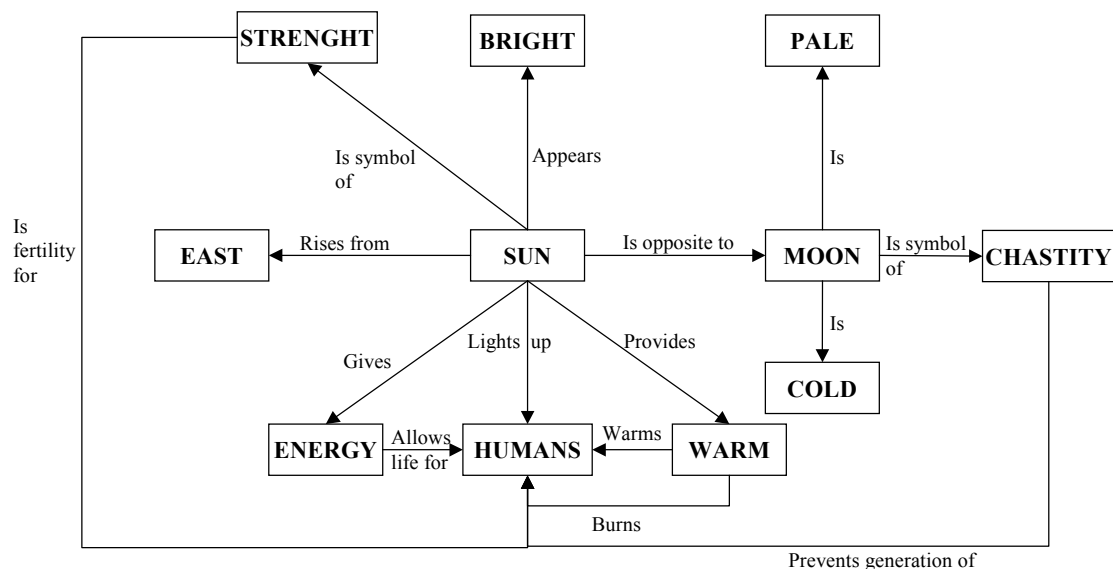 STRENGHT
BRIGHT
PALE
Is symbol
of
Appears
Is
Is
fertility
for
EAST
Rises from
SUN
Is opposite to
MOON
Is symbol
of
CHASTITY
Gives
Lights up
Provides
Is
COLD
ENERGY
Allows
life for
HUMANS
Warms
WARM
Burns
Prevents generation of